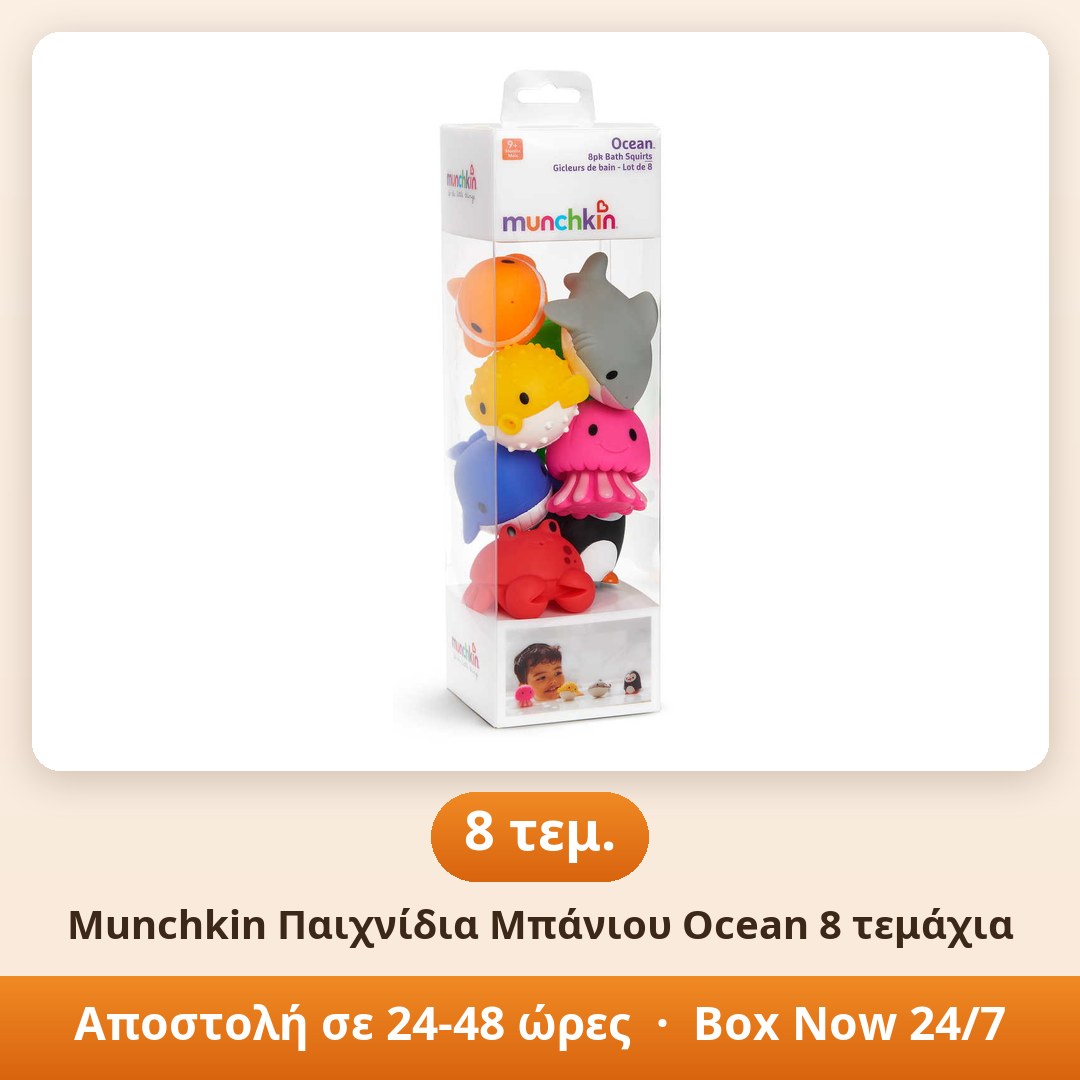 9+
Ocean
8pk Bath Squirts
Gicleurs de bain - Lot de 8
munchkin
munchkin
munchkin
8 τεμ.
Munchkin Παιχνίδια Μπάνιου Ocean 8 τεμάχια
Αποστολή σε 24-48 ώρες · Box Now 24/7